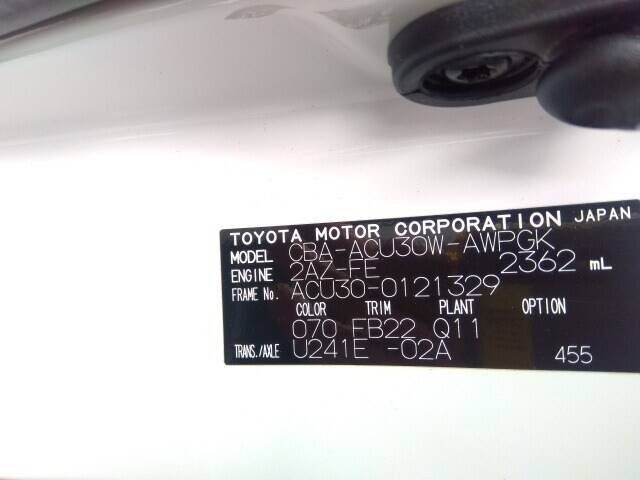 TOYOTA MOTOR CORPORATION JAPAN
MODEL CBA-ACU30W-AWPGK
ENGINE 2AZ-FE 2362 mL
FRAME No. ACU30-0121329
COLOR TRIM PLANT OPTION
070 FB22 Q11
TRANS./AXLE U241E -02A 455